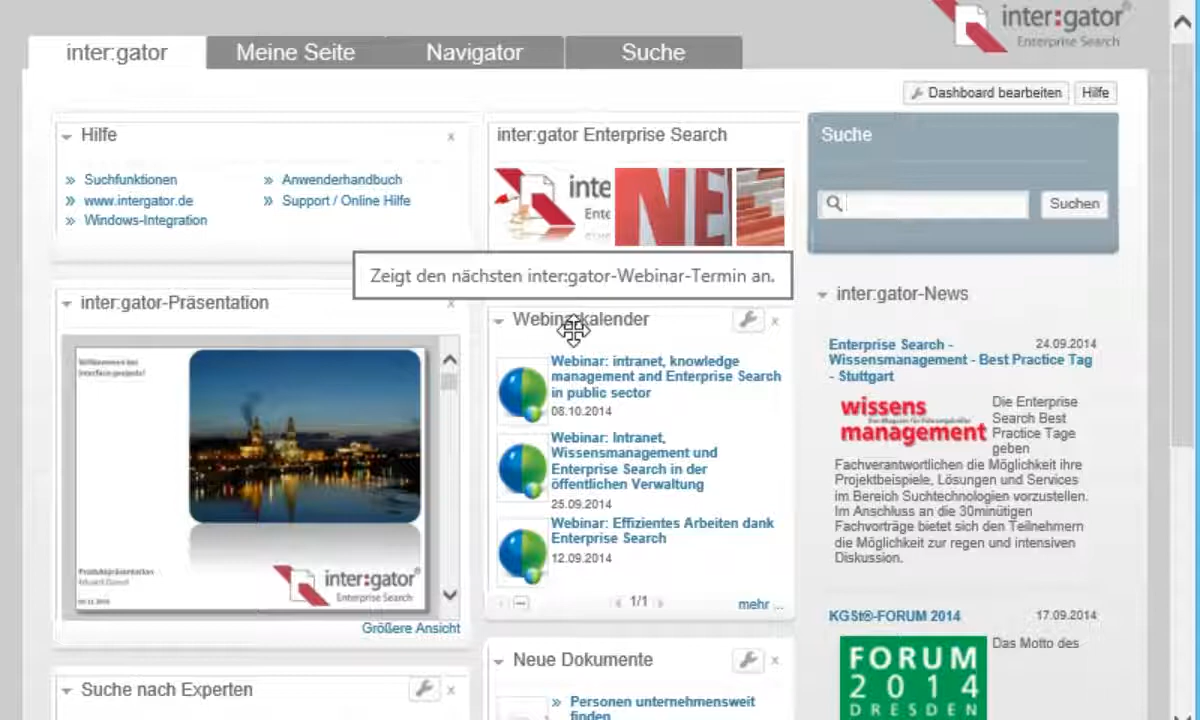 inter:gator
Enterprise Search
inter:gator
Meine Seite
Navigator
Suche
Dashboard bearbeiten
Hilfe
Hilfe
Suchfunktionen
Anwenderhandbuch
www.intergator.de
Support / Online Hilfe
Windows-Integration
inter:gator Enterprise Search
inte
Ente
NE
Suche
Suchen
Zeigt den nächsten inter:gator-Webinar-Termin an.
inter:gator-Präsentation
Willkommen bei
Produktpräsentation
inter:gator
Enterprise Search
Größere Ansicht
Suche nach Experten
Webinarkalender
Webinar: intranet, knowledge
management and Enterprise Search
in public sector
08.10.2014
Webinar: Intranet,
Wissensmanagement und
Enterprise Search in der
öffentlichen Verwaltung
25.09.2014
Webinar: Effizientes Arbeiten dank
Enterprise Search
12.09.2014
1/1
mehr ...
Neue Dokumente
Personen unternehmensweit
finden
inter:gator-News
Enterprise Search -
24.09.2014
Wissensmanagement - Best Practice Tag
- Stuttgart
wissens
management
Die Enterprise
Search Best
Practice Tage
geben
Fachverantwortlichen die Möglichkeit ihre
Projektbeispiele, Lösungen und Services
im Bereich Suchtechnologien vorzustellen.
Im Anschluss an die 30minütigen
Fachvorträge bietet sich den Teilnehmern
die Möglichkeit zur regen und intensiven
Diskussion.
KGSt®-FORUM 2014
17.09.2014
Das Motto des
FORUM
2014
DRESDEN